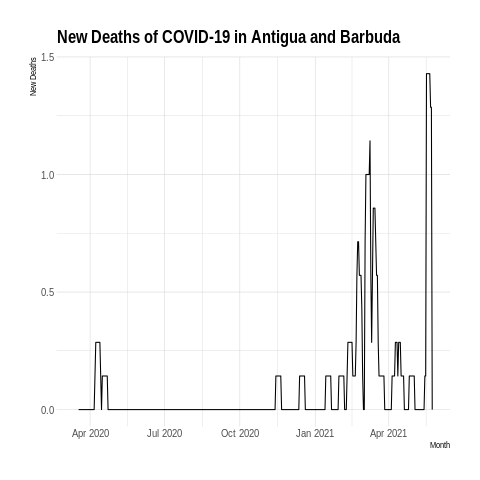 New Deaths of COVID-19 in Antigua and Barbuda
New Deaths
1.5
1.0
0.5
0.0
Apr 2020 Jul 2020 Oct 2020 Jan 2021 Apr 2021
Month